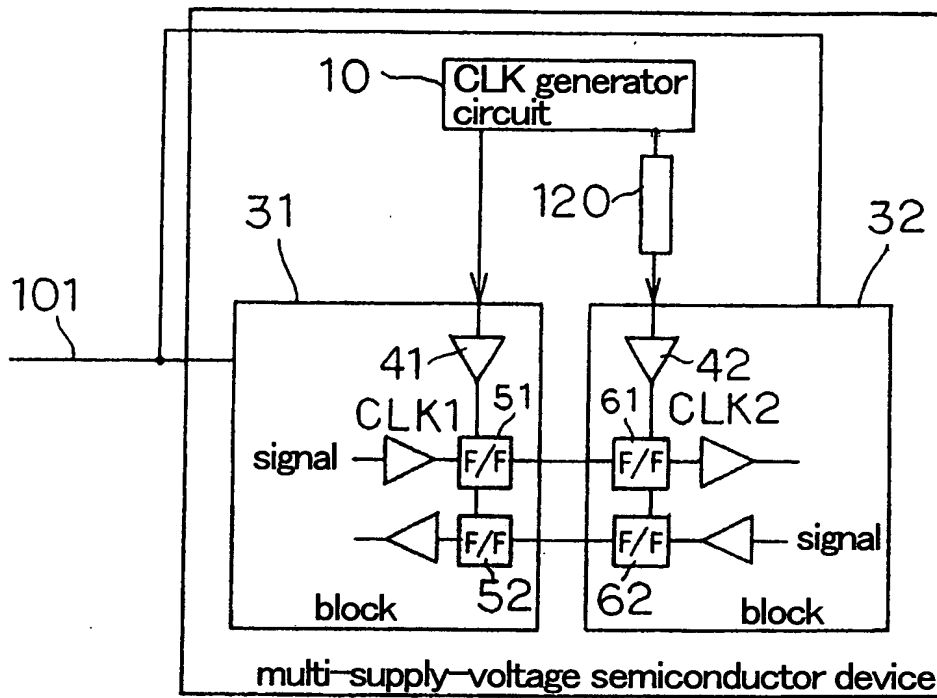 10
CLK generator
circuit
120
31
32
101
41
42
CLK1
51
61
CLK2
signal
F/F
F/F
F/F
F/F
signal
52
62
block
block
multi-supply-voltage semiconductor device